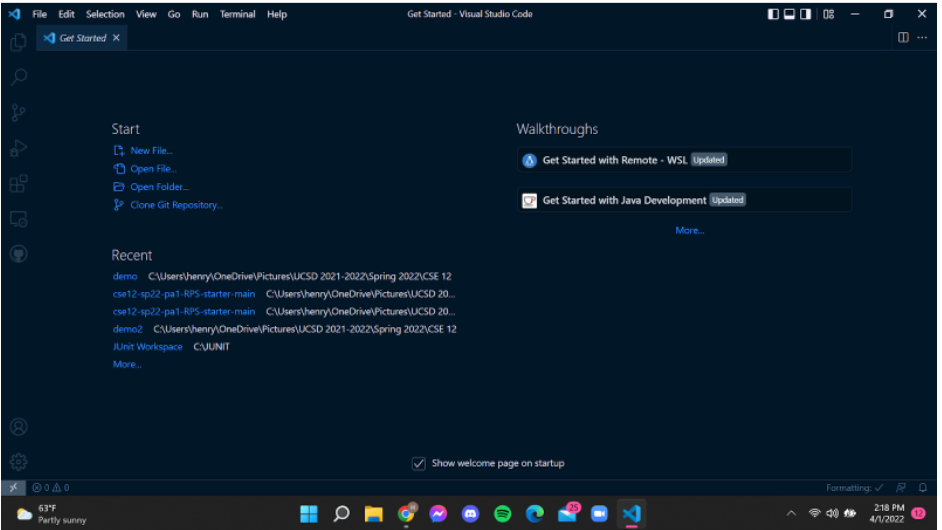 File Edit Selection View Go Run Terminal Help
Get Started - Visual Studio Code
Get Started
Start
New File...
Open File...
Open Folder...
Clone Git Repository...
Walkthroughs
Get Started with Remote - WSL Updated
Get Started with Java Development Updated
More...
Recent
demo C:\Users\henry\OneDrive\Pictures\UCSD 2021-2022\Spring 2022\CSE 12
cse12-sp22-pa1-RPS-starter-main C:\Users\henry\OneDrive\Pictures\UCSD 20...
cse12-sp22-pa1-RPS-starter-main C:\Users\henry\OneDrive\Pictures\UCSD 20...
demo2 C:\Users\henry\OneDrive\Pictures\UCSD 2021-2022\Spring 2022\CSE 12
JUnit Workspace C:\JUNIT
More...
Show welcome page on startup
0 0
Formatting: ✓
63°F
Partly sunny
25
2:18 PM
4/1/2022
12